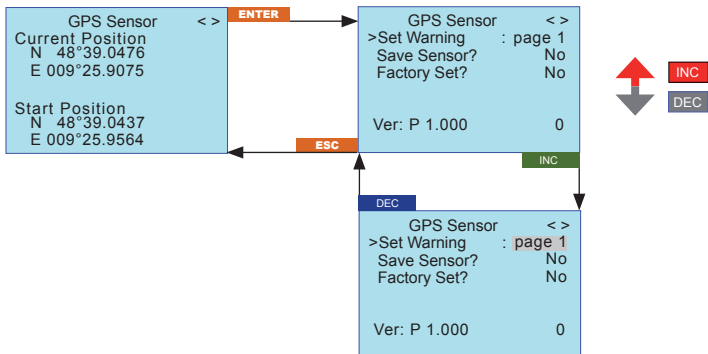 GPS Sensor < >
Current Position
N 48°39.0476
E 009°25.9075
Start Position
N 48°39.0437
E 009°25.9564
ENTER
GPS Sensor < >
>Set Warning : page 1
Save Sensor? No
Factory Set? No
Ver: P 1.000 0
INC
DEC
ESC
INC
DEC
GPS Sensor < >
>Set Warning : page 1
Save Sensor? No
Factory Set? No
Ver: P 1.000 0